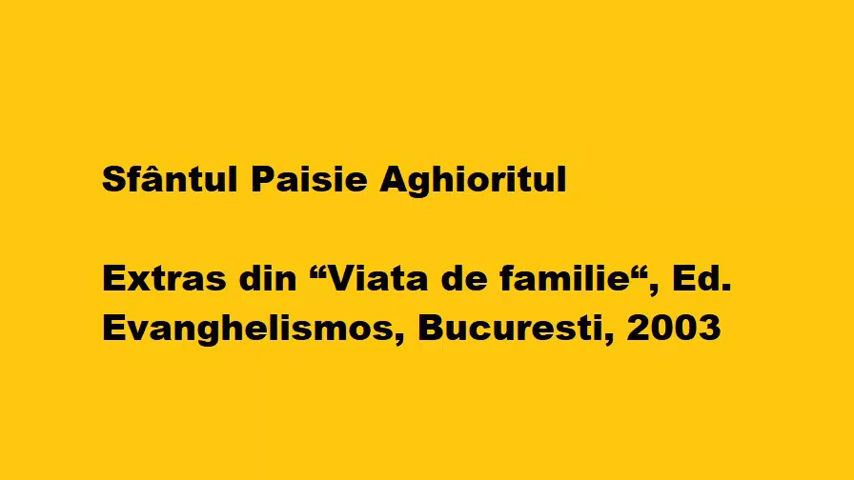 Sfântul Paisie Aghioritul
Extras din “Viata de familie“, Ed.
Evanghelismos, Bucuresti, 2003